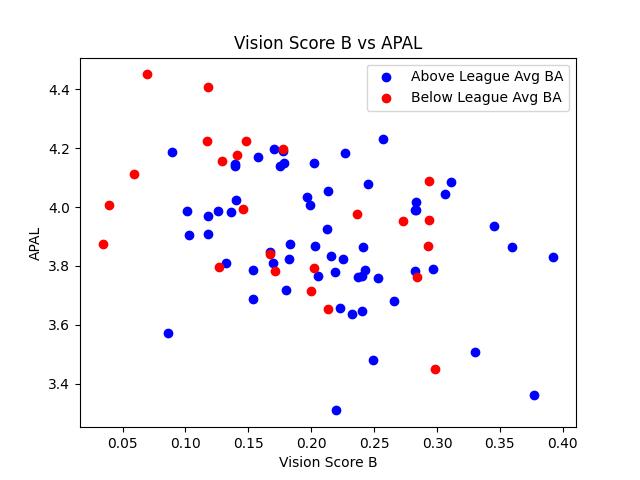 Vision Score B vs APAL
Above League Avg BA
Below League Avg BA
APAL
4.4
4.2
4.0
3.8
3.6
3.4
0.05 0.10 0.15 0.20 0.25 0.30 0.35 0.40
Vision Score B